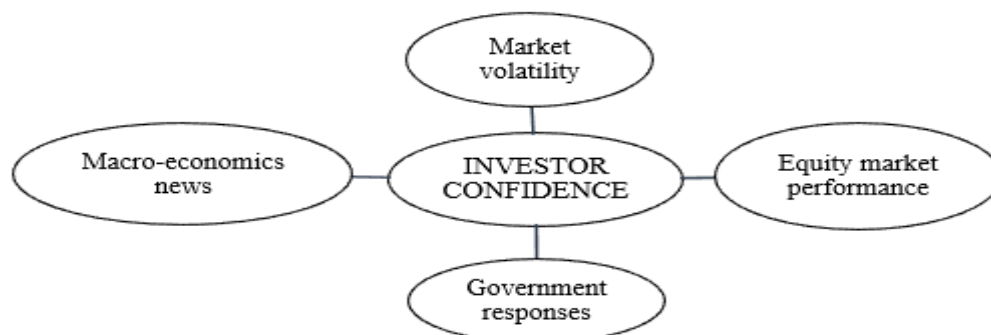 Market
volatility
Macro-economics
news
INVESTOR
CONFIDENCE
Equity market
performance
Government
responses